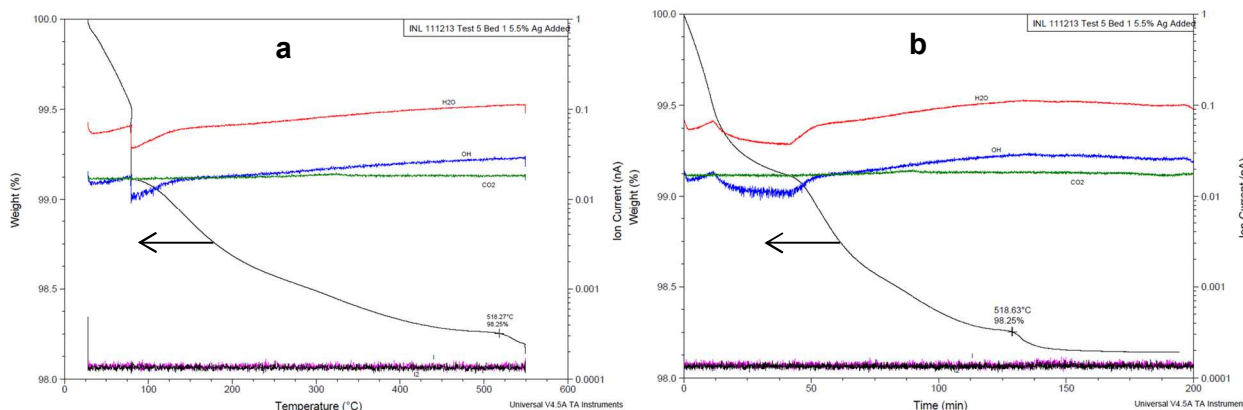 INL 111213 Test 5 Bed 1 5.5% Ag Added
a
100.0
99.5
99.0
98.5
98.0
Weight (%)
H2O
OH
CO2
518.27°C
98.25%
I
I2
1
0.1
0.01
0.001
0.0001
Ion Current (nA)
0
100
200
300
400
500
600
Temperature (°C)
Universal V4.5A TA Instruments
INL 111213 Test 5 Bed 1 5.5% Ag Added
b
100.0
99.5
99.0
98.5
98.0
Weight (%)
H2O
OH
CO2
518.63°C
98.25%
I
1
0.1
0.01
0.001
0.0001
Ion Current (nA)
0
50
100
150
200
Time (min)
Universal V4.5A TA Instruments